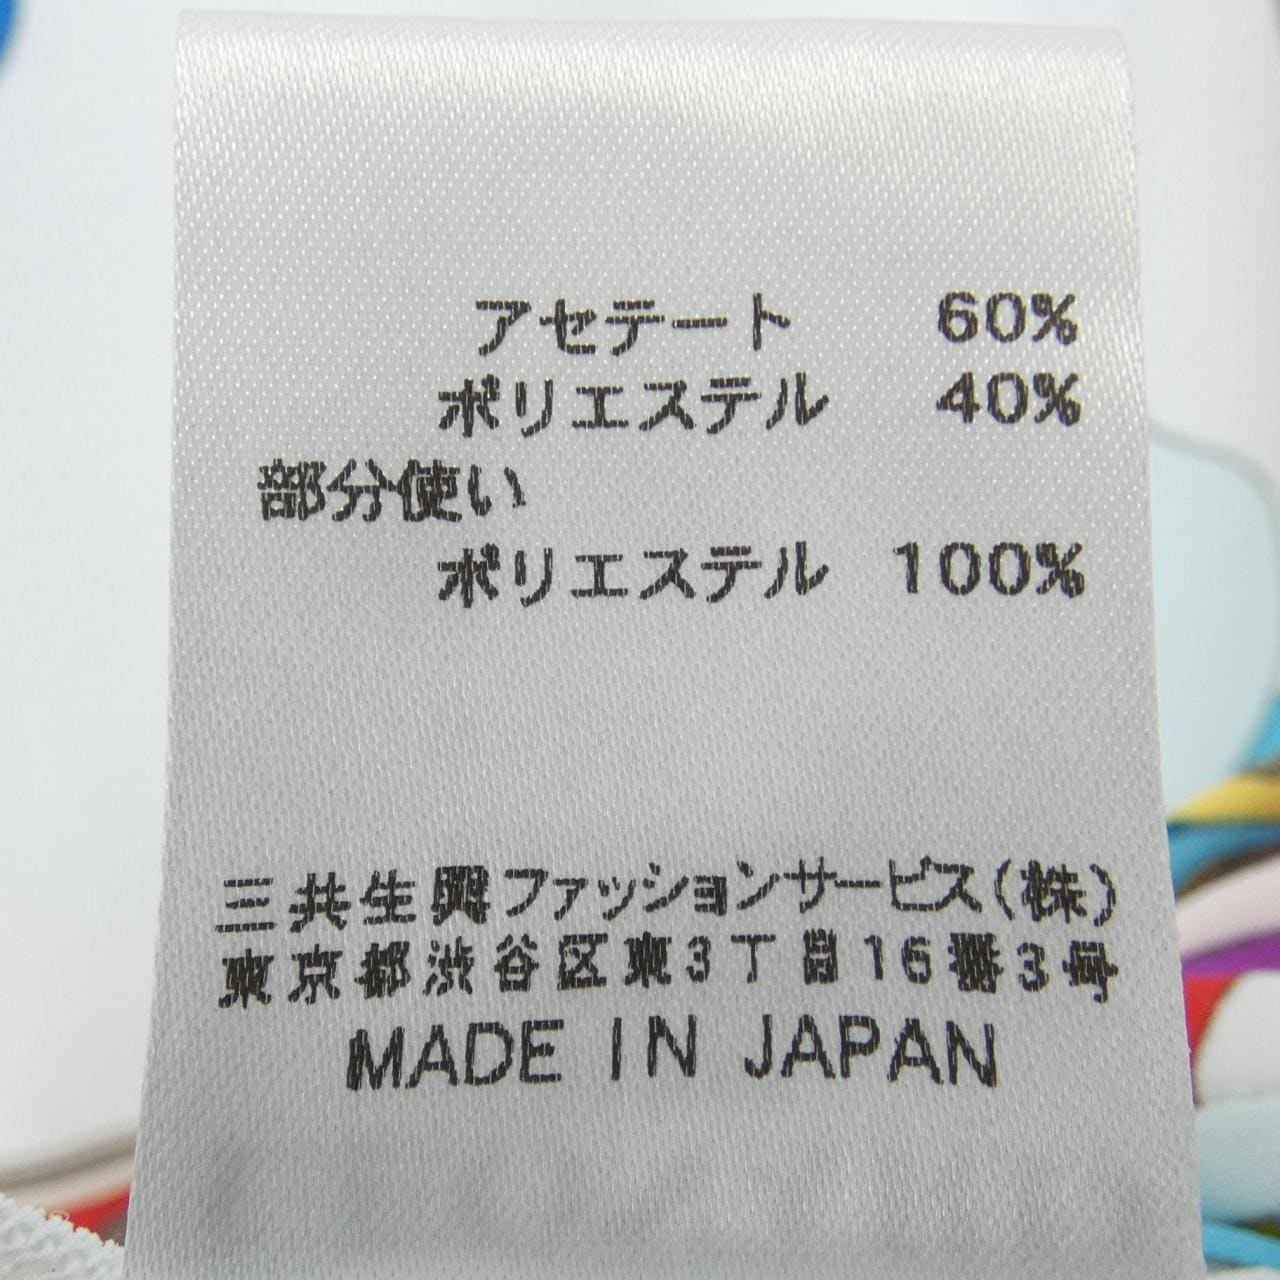 アセテート 60%
ポリエステル 40%
部分使い
ポリエステル 100%
三共生興ファッションサービス(株)
東京都渋谷区東3丁目16番3号
MADE IN JAPAN